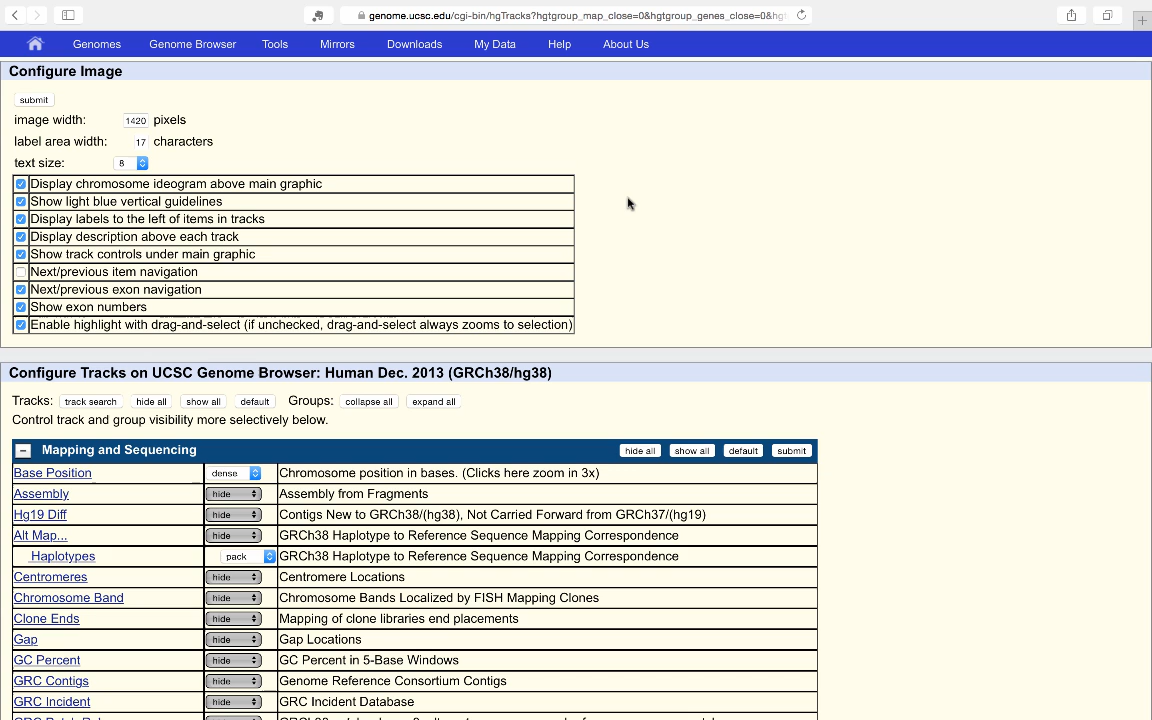 genome.ucsc.edu/cgi-bin/hgTracks?hgtgroup_map_close=0&hgtgroup_genes_close=0&hgt
Genomes Genome Browser Tools Mirrors Downloads My Data Help About Us
Configure Image
submit
image width: 1420 pixels
label area width: 17 characters
text size: 8
Display chromosome ideogram above main graphic
Show light blue vertical guidelines
Display labels to the left of items in tracks
Display description above each track
Show track controls under main graphic
Next/previous item navigation
Next/previous exon navigation
Show exon numbers
Enable highlight with drag-and-select (if unchecked, drag-and-select always zooms to selection)
Configure Tracks on UCSC Genome Browser: Human Dec. 2013 (GRCh38/hg38)
Tracks: track search hide all show all default Groups: collapse all expand all
Control track and group visibility more selectively below.
Mapping and Sequencing hide all show all default submit
Base Position dense Chromosome position in bases. (Clicks here zoom in 3x)
Assembly hide Assembly from Fragments
Hg19 Diff hide Contigs New to GRCh38/(hg38), Not Carried Forward from GRCh37/(hg19)
Alt Map... hide GRCh38 Haplotype to Reference Sequence Mapping Correspondence
Haplotypes pack GRCh38 Haplotype to Reference Sequence Mapping Correspondence
Centromeres hide Centromere Locations
Chromosome Band hide Chromosome Bands Localized by FISH Mapping Clones
Clone Ends hide Mapping of clone libraries end placements
Gap hide Gap Locations
GC Percent hide GC Percent in 5-Base Windows
GRC Contigs hide Genome Reference Consortium Contigs
GRC Incident hide GRC Incident Database